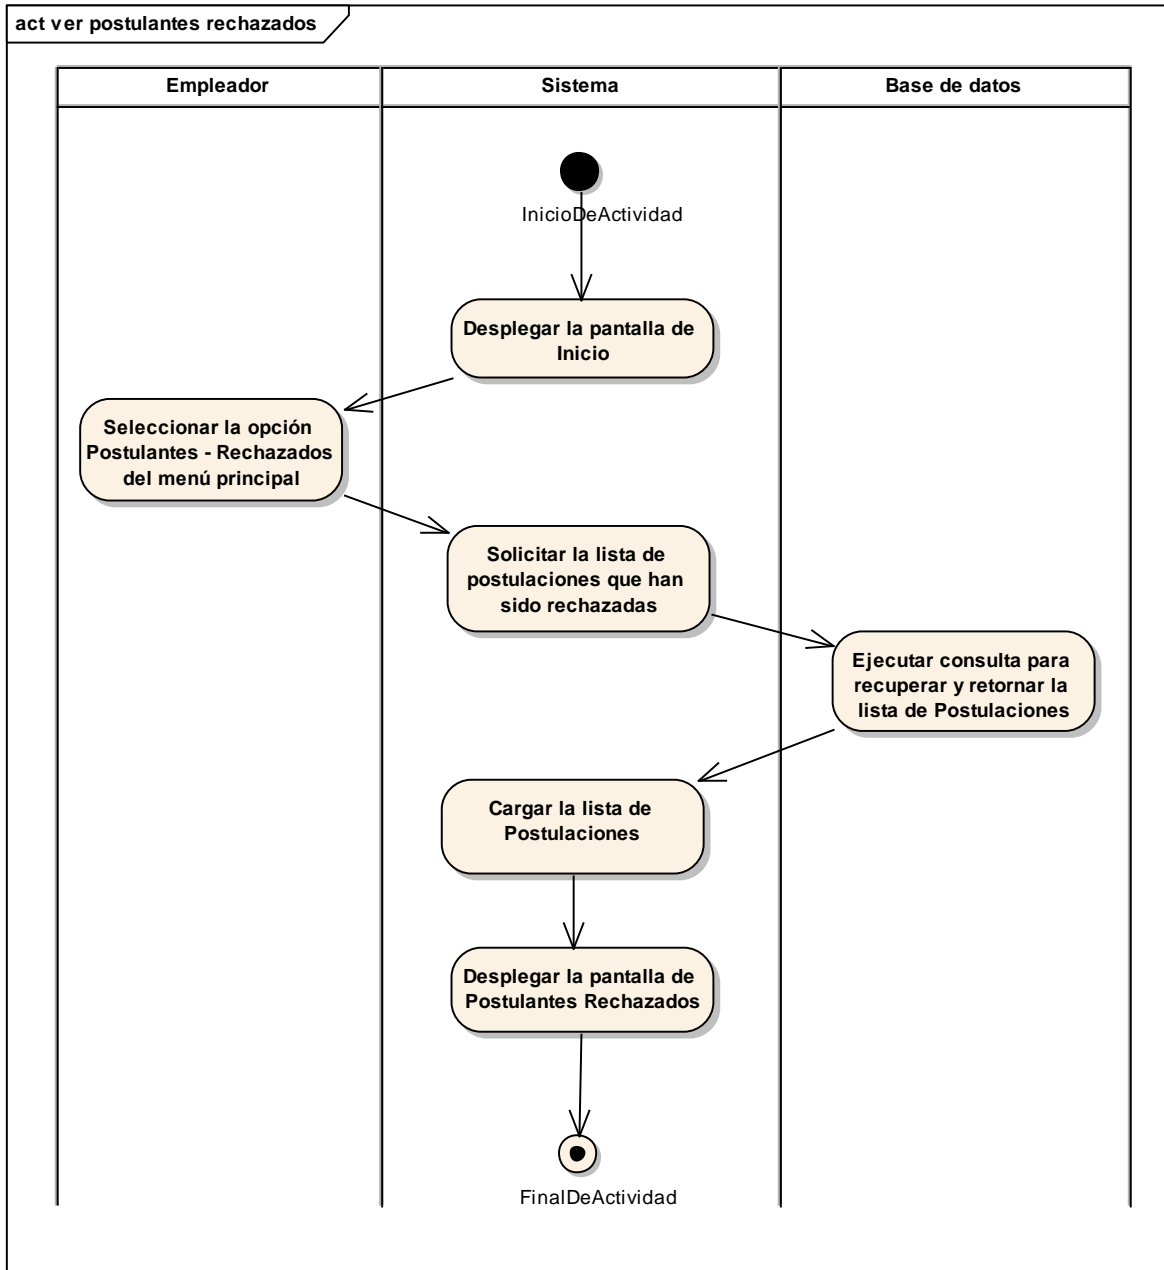 act ver postulantes rechazados
Empleador
Sistema
Base de datos
InicioDeActividad
Desplegar la pantalla de
Inicio
Seleccionar la opción
Postulantes - Rechazados
del menú principal
Solicitar la lista de
postulaciones que han
sido rechazadas
Ejecutar consulta para
recuperar y retornar la
lista de Postulaciones
Cargar la lista de
Postulaciones
Desplegar la pantalla de
Postulantes Rechazados
FinalDeActividad